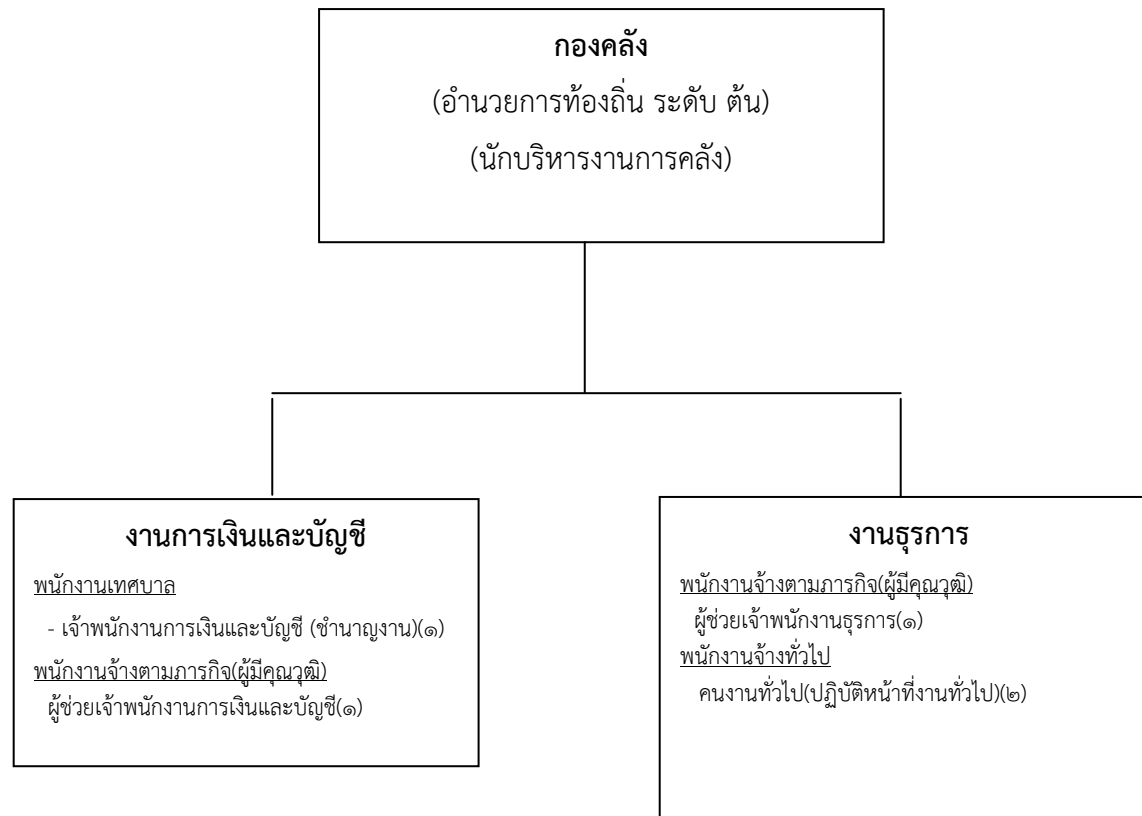 กองคลัง
(อำนวยการท้องถิ่น ระดับ ต้น)
(นักบริหารงานการคลัง)
งานการเงินและบัญชี
พนักงานเทศบาล
- เจ้าพนักงานการเงินและบัญชี (ชำนาญงาน)(๑)
พนักงานจ้างตามภารกิจ(ผู้มีคุณวุฒิ)
ผู้ช่วยเจ้าพนักงานการเงินและบัญชี(๑)
งานธุรการ
พนักงานจ้างตามภารกิจ(ผู้มีคุณวุฒิ)
ผู้ช่วยเจ้าพนักงานธุรการ(๑)
พนักงานจ้างทั่วไป
คนงานทั่วไป(ปฏิบัติหน้าที่งานทั่วไป)(๒)